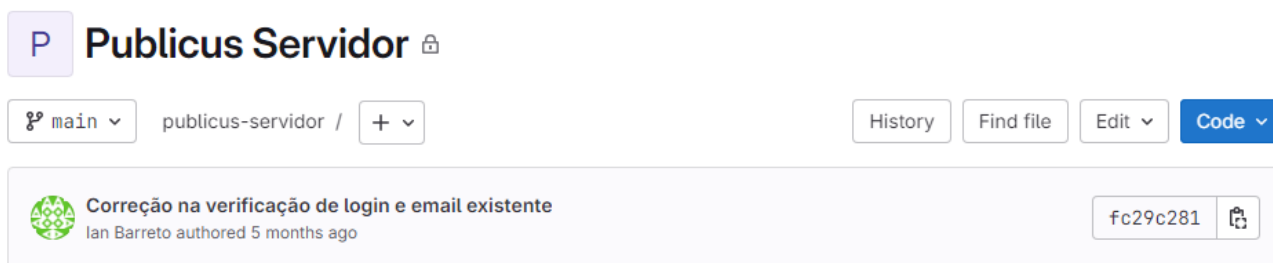 P
Publicus Servidor
main
publicus-servidor / +
History
Find file
Edit
Code
Correção na verificação de login e email existente
Ian Barreto authored 5 months ago
fc29c281